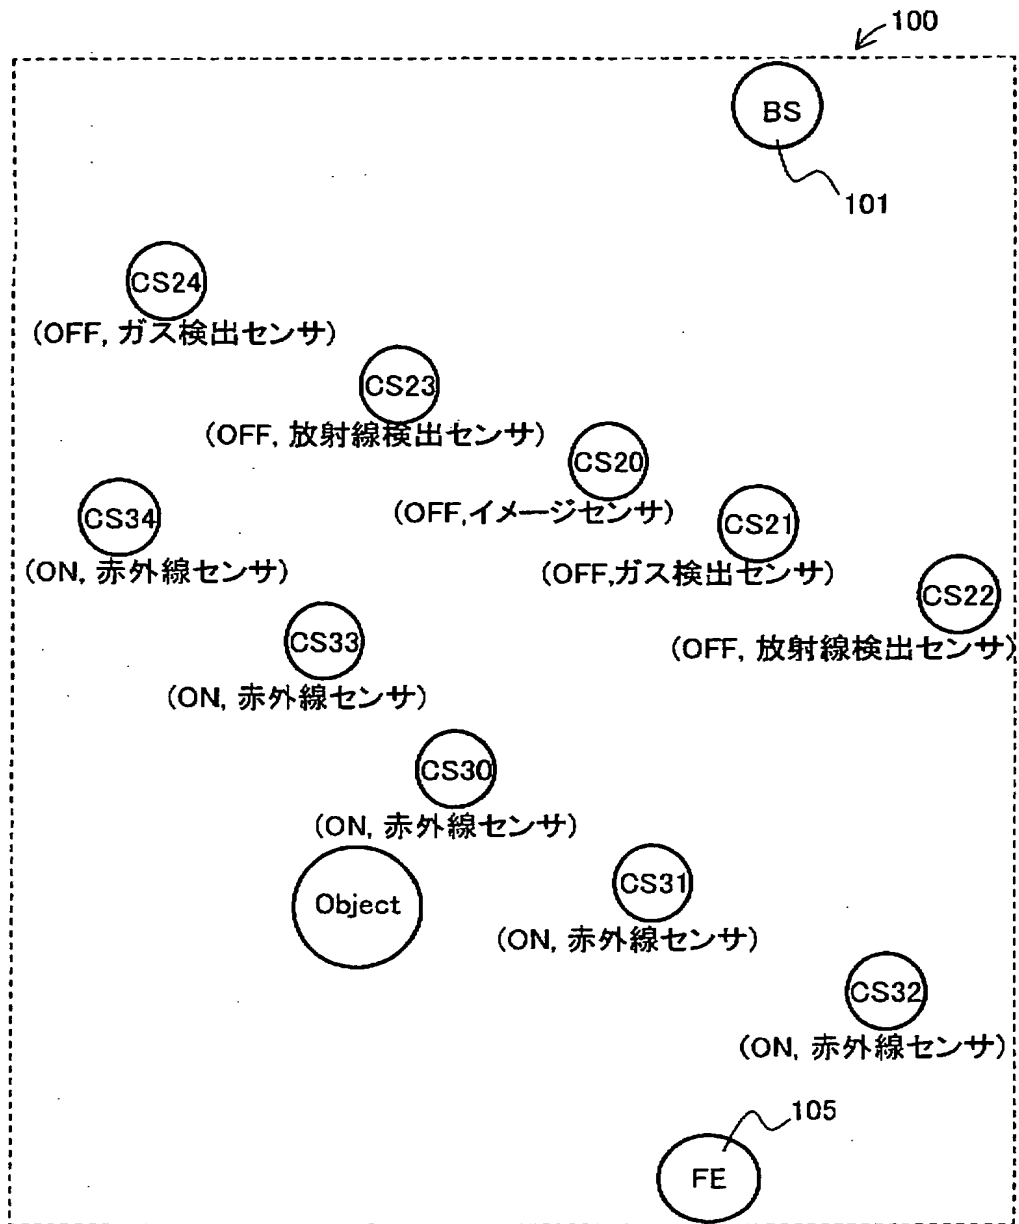 100
BS
101
CS24
(OFF, ガス検出センサ)
CS23
(OFF, 放射線検出センサ)
CS20
(OFF,イメージセンサ)
CS21
(OFF,ガス検出センサ)
CS22
(OFF, 放射線検出センサ)
CS34
(ON, 赤外線センサ)
CS33
(ON, 赤外線センサ)
CS30
(ON, 赤外線センサ)
Object
CS31
(ON, 赤外線センサ)
CS32
(ON, 赤外線センサ)
105
FE